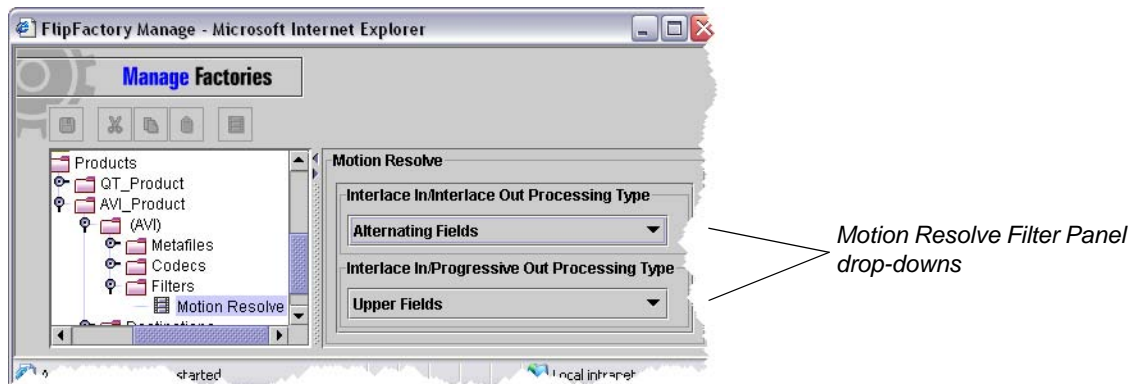 FlipFactory Manage - Microsoft Internet Explorer
Manage Factories
Products
QT_Product
AVI_Product
(AVI)
Metafiles
Codecs
Filters
Motion Resolve
Destinations
Motion Resolve
Interlace In/Interlace Out Processing Type
Alternating Fields
Interlace In/Progressive Out Processing Type
Upper Fields
started
Local intranet
Motion Resolve Filter Panel
drop-downs